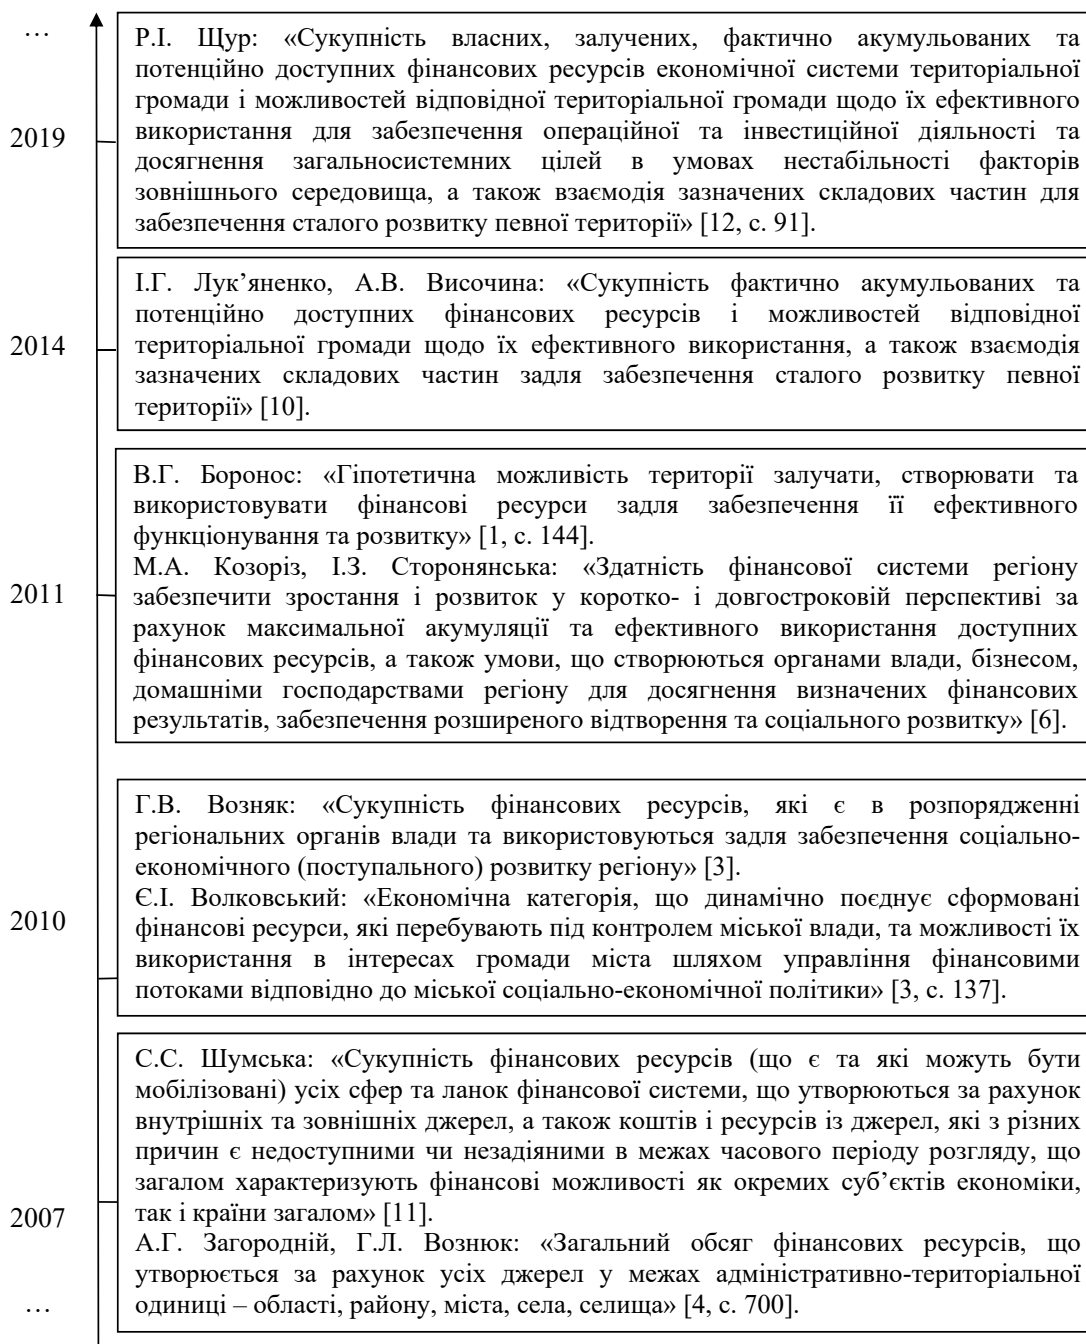 …
Р.І. Щур: «Сукупність власних, залучених, фактично акумульованих та
потенційно доступних фінансових ресурсів економічної системи територіальної
громади і можливостей відповідної територіальної громади щодо їх ефективного
використання для забезпечення операційної та інвестиційної діяльності та
2019
досягнення загальносистемних цілей в умовах нестабільності факторів
зовнішнього середовища, а також взаємодія зазначених складових частин для
забезпечення сталого розвитку певної території» [12, с. 91].
І.Г. Лук’яненко, А.В. Височина: «Сукупність фактично акумульованих та
потенційно доступних фінансових ресурсів і можливостей відповідної
2014
територіальної громади щодо їх ефективного використання, а також взаємодія
зазначених складових частин задля забезпечення сталого розвитку певної
території» [10].
В.Г. Боронос: «Гіпотетична можливість території залучати, створювати та
використовувати фінансові ресурси задля забезпечення її ефективного
функціонування та розвитку» [1, с. 144].
М.А. Козоріз, І.З. Сторонянська: «Здатність фінансової системи регіону
2011
забезпечити зростання і розвиток у коротко- і довгостроковій перспективі за
рахунок максимальної акумуляції та ефективного використання доступних
фінансових ресурсів, а також умови, що створюються органами влади, бізнесом,
домашніми господарствами регіону для досягнення визначених фінансових
результатів, забезпечення розширеного відтворення та соціального розвитку» [6].
Г.В. Возняк: «Сукупність фінансових ресурсів, які є в розпорядженні
регіональних органів влади та використовуються задля забезпечення соціально-
економічного (поступального) розвитку регіону» [3].
Є.І. Волковський: «Економічна категорія, що динамічно поєднує сформовані
2010
фінансові ресурси, які перебувають під контролем міської влади, та можливості їх
використання в інтересах громади міста шляхом управління фінансовими
потоками відповідно до міської соціально-економічної політики» [3, с. 137].
С.С. Шумська: «Сукупність фінансових ресурсів (що є та які можуть бути
мобілізовані) усіх сфер та ланок фінансової системи, що утворюються за рахунок
внутрішніх та зовнішніх джерел, а також коштів і ресурсів із джерел, які з різних
причин є недоступними чи незадіяними в межах часового періоду розгляду, що
загалом характеризують фінансові можливості як окремих суб’єктів економіки,
2007
так і країни загалом» [11].
А.Г. Загородній, Г.Л. Вознюк: «Загальний обсяг фінансових ресурсів, що
утворюється за рахунок усіх джерел у межах адміністративно-територіальної
одиниці – області, району, міста, села, селища» [4, с. 700].
…